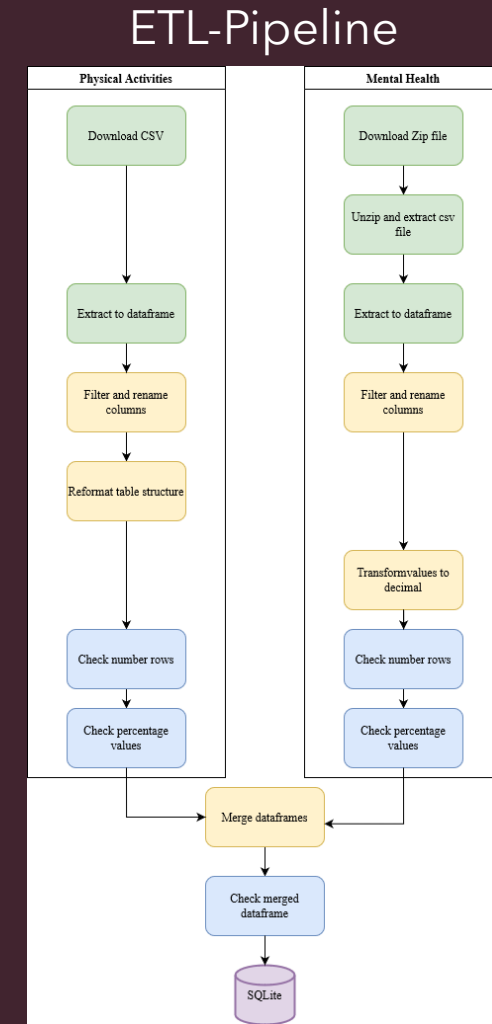 ETL-Pipeline
Physical Activities
Download CSV
Extract to dataframe
Filter and rename
columns
Reformat table structure
Check number rows
Check percentage
values
Mental Health
Download Zip file
Unzip and extract csv
file
Extract to dataframe
Filter and rename
columns
Transformvalues to
decimal
Check number rows
Check percentage
values
Merge dataframes
Check merged
dataframe
SQLite